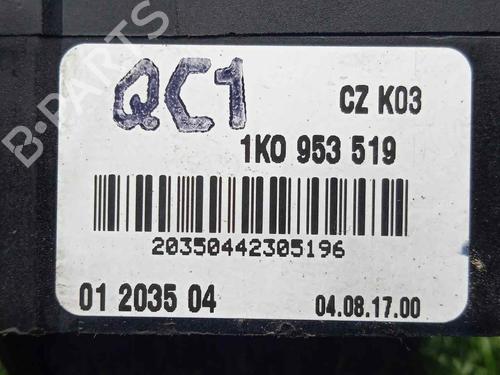 B-PARTS
QC1
CZ K03
1K0 953 519
20350442305196
01 2035 04
04.08.17.00